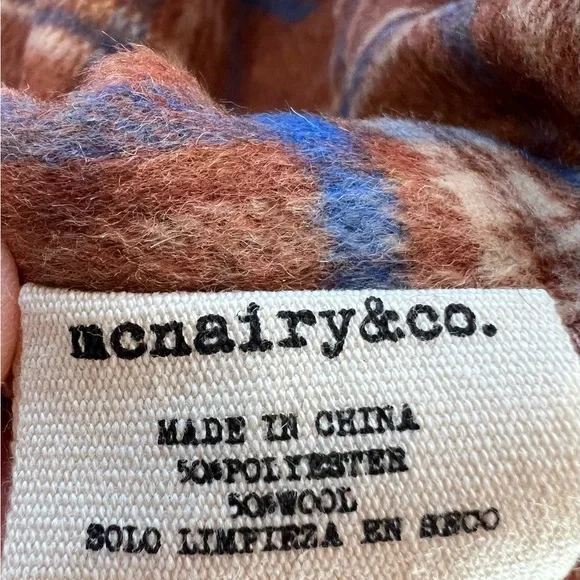 mcnairy&co.
MADE IN CHINA
50%POLYESTER
50%WOOL
SOLO LIMPIEZA EN SECO